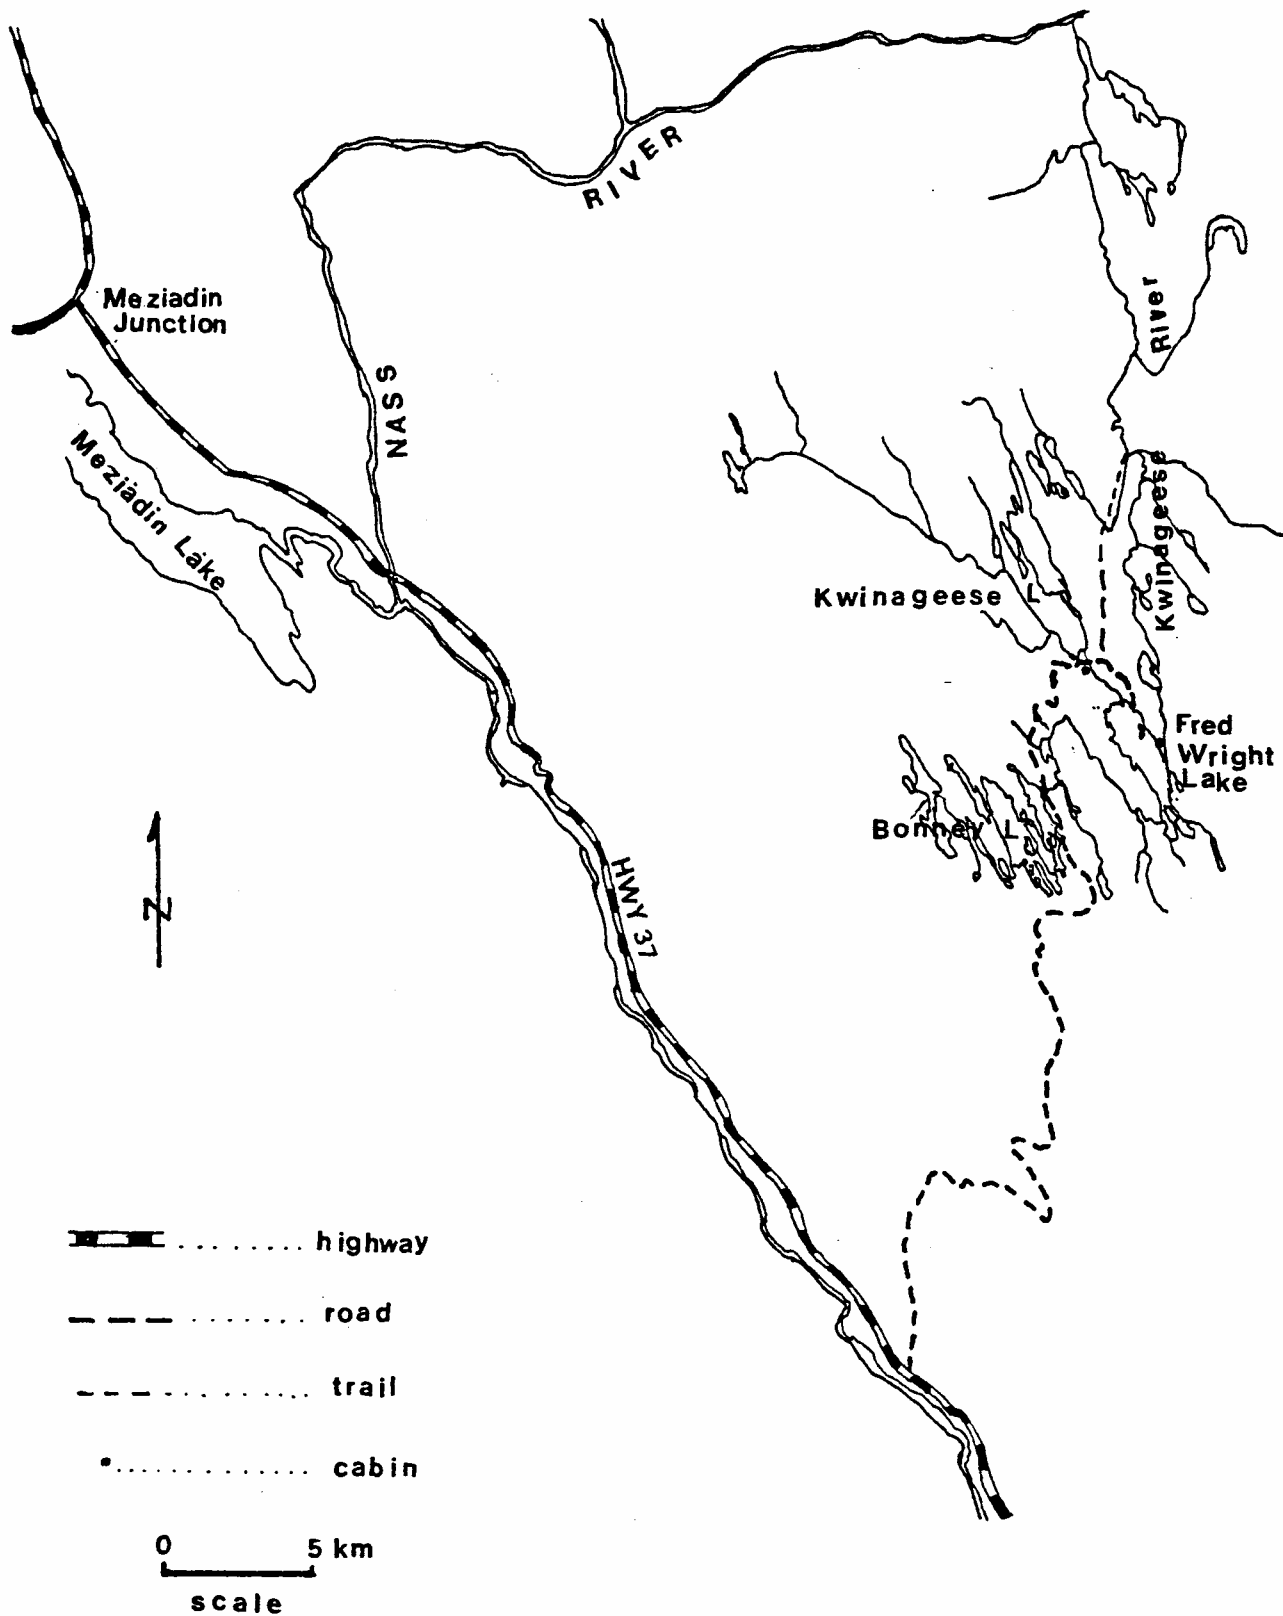 RIVER
Meziadin
Junction
River
NASS
Meziadin Lake
Kwinageese
Kwinageese L
Fred
Wright
Lake
Bonney L
HWY 37
N
highway
road
trail
cabin
0 5 km
scale